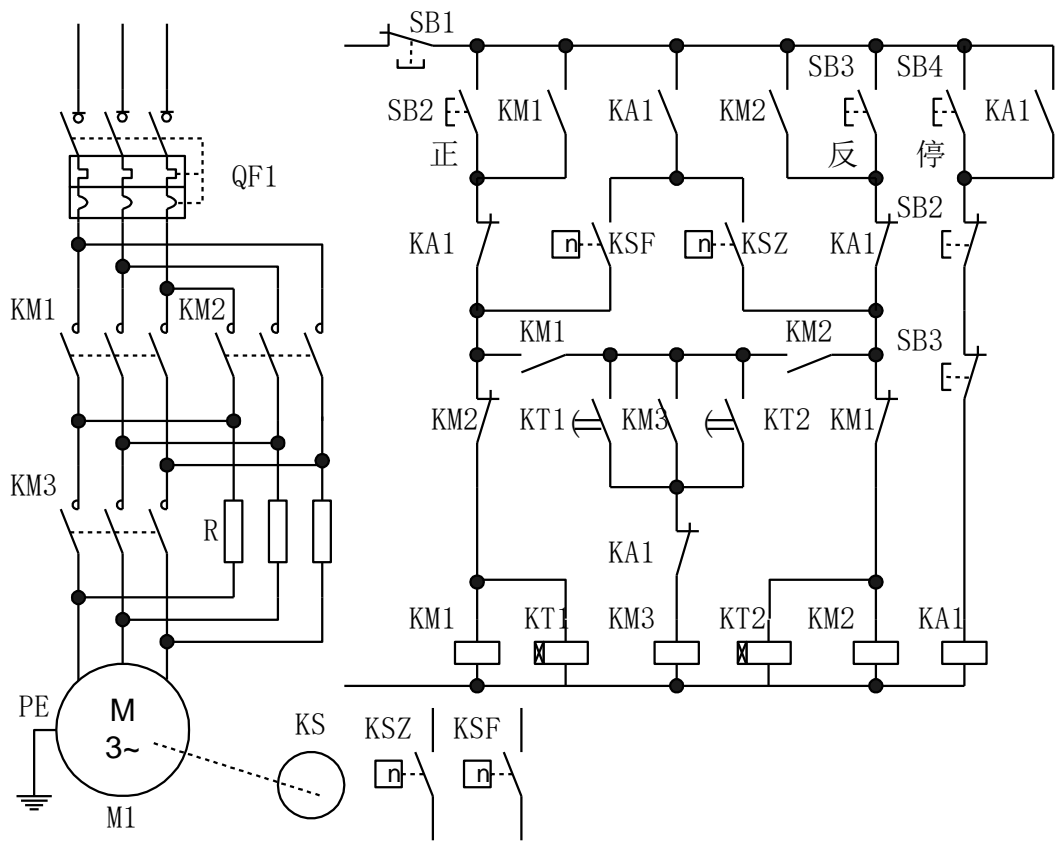 SB1
SB3 SB4
SB2 KM1 KA1 KM2 KA1
正 反 停
QF1
SB2
KA1 n KSF n KSZ KA1
KM1 KM2
KM1 KM2
SB3
KM2 KT1 KM3 KT2 KM1
KM3
R
KA1
KM1 KT1 KM3 KT2 KM2 KA1
PE M
3~
KS KSZ KSF
n n
M1